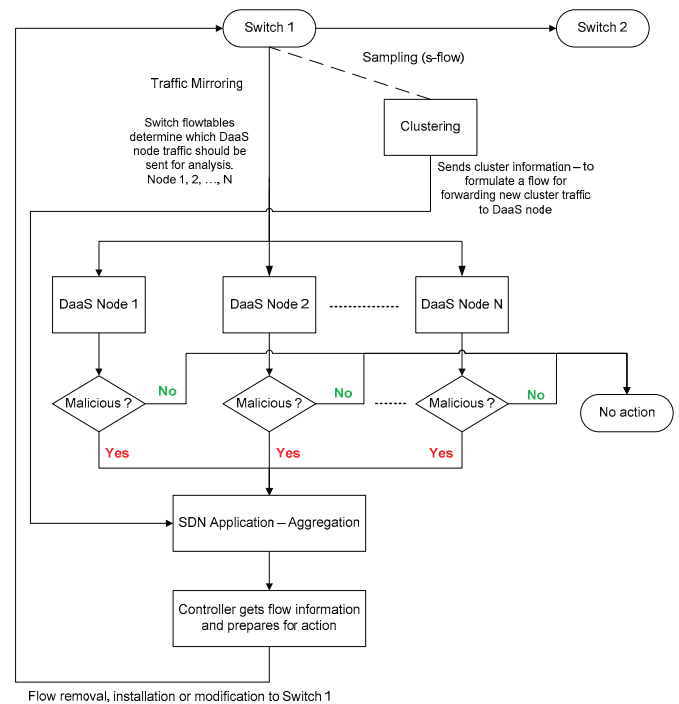 Switch 1
Switch 2
Sampling (s-flow)
Traffic Mirroring
Clustering
Switch flowtables
determine which DaaS
node traffic should be
sent for analysis.
Node 1, 2, ..., N
Sends cluster information – to
formulate a flow for
forwarding new cluster traffic
to DaaS node
DaaS Node 1
DaaS Node 2
DaaS Node N
Malicious ?
No
Malicious ?
No
Malicious ?
No
No action
Yes
Yes
Yes
SDN Application – Aggregation
Controller gets flow information
and prepares for action
Flow removal, installation or modification to Switch 1